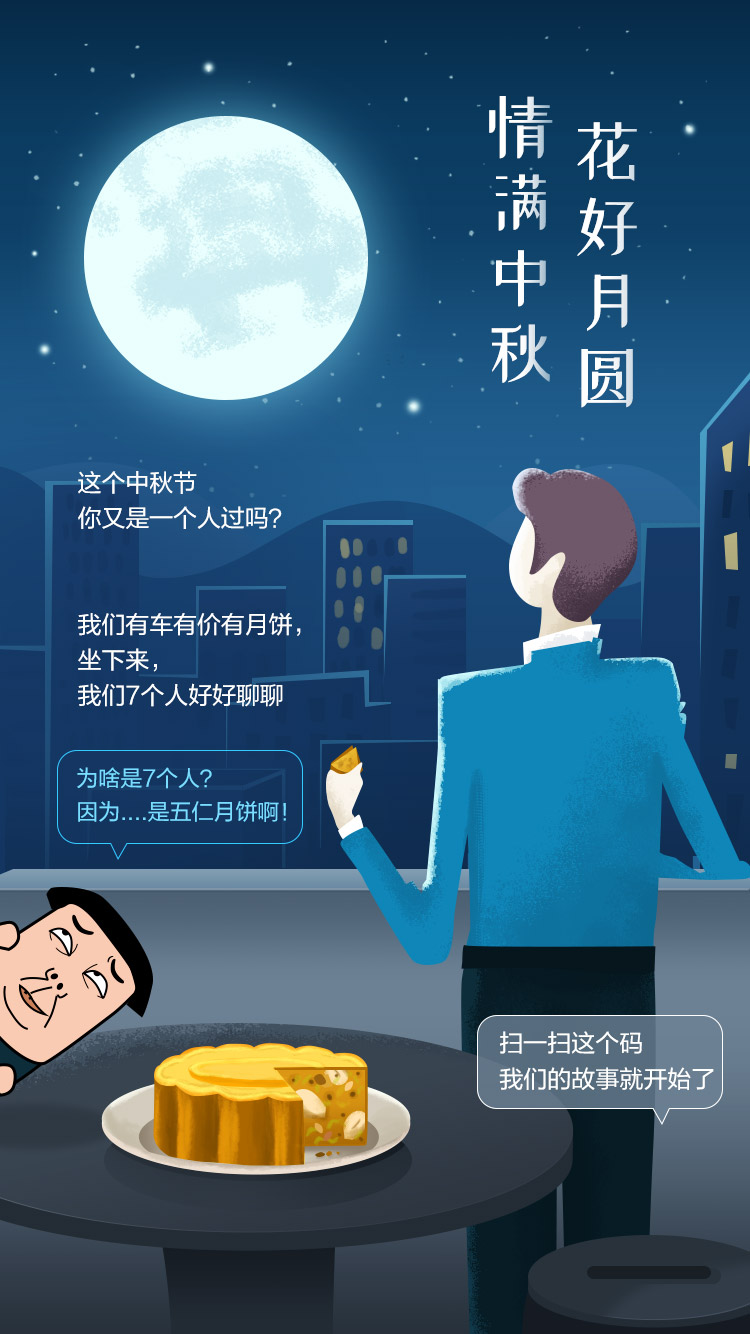 花好月圆
情满中秋
这个中秋节
你又是一个人过吗?
我们有车有价有月饼，
坐下来，
我们7个人好好聊聊
为啥是7个人?
因为....是五仁月饼啊!
扫一扫这个码
我们的故事就开始了